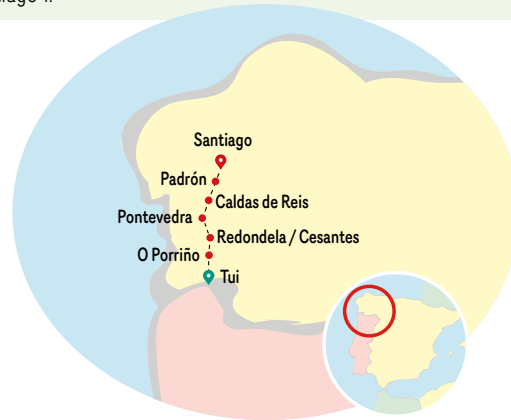 Santiago
Padrón
Caldas de Reis
Pontevedra
Redondela / Cesantes
O Porriño
Tui